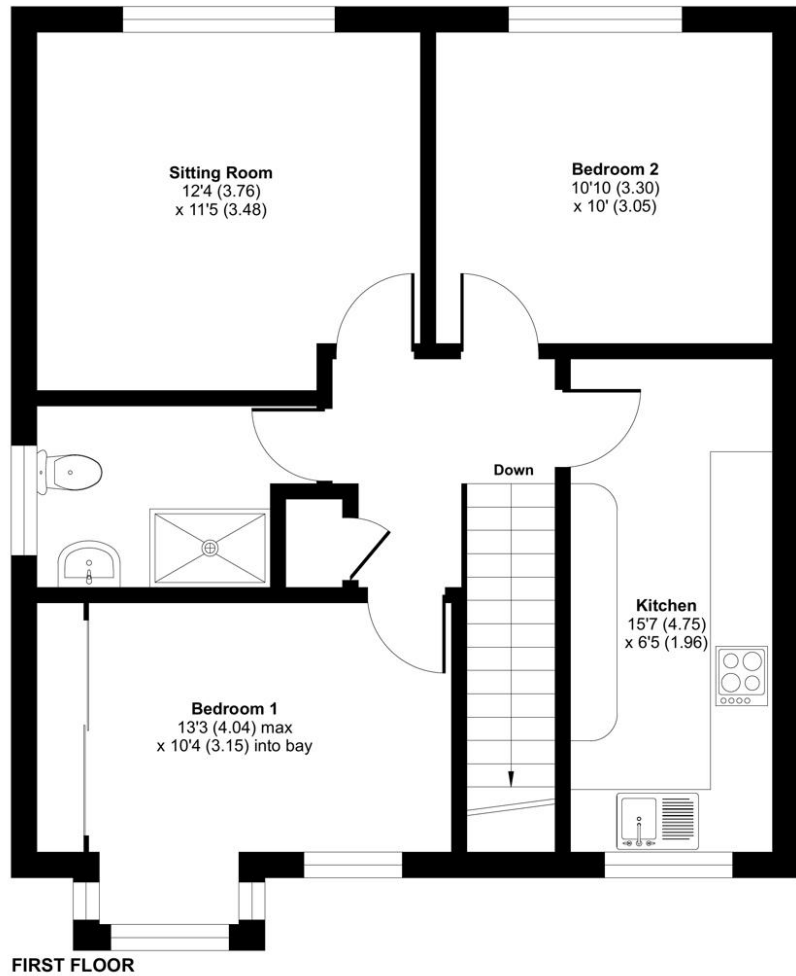 Sitting Room
12'4 (3.76)
x 11'5 (3.48)
Bedroom 2
10'10 (3.30)
x 10' (3.05)
Down
Kitchen
15'7 (4.75)
x 6'5 (1.96)
Bedroom 1
13'3 (4.04) max
x 10'4 (3.15) into bay
FIRST FLOOR